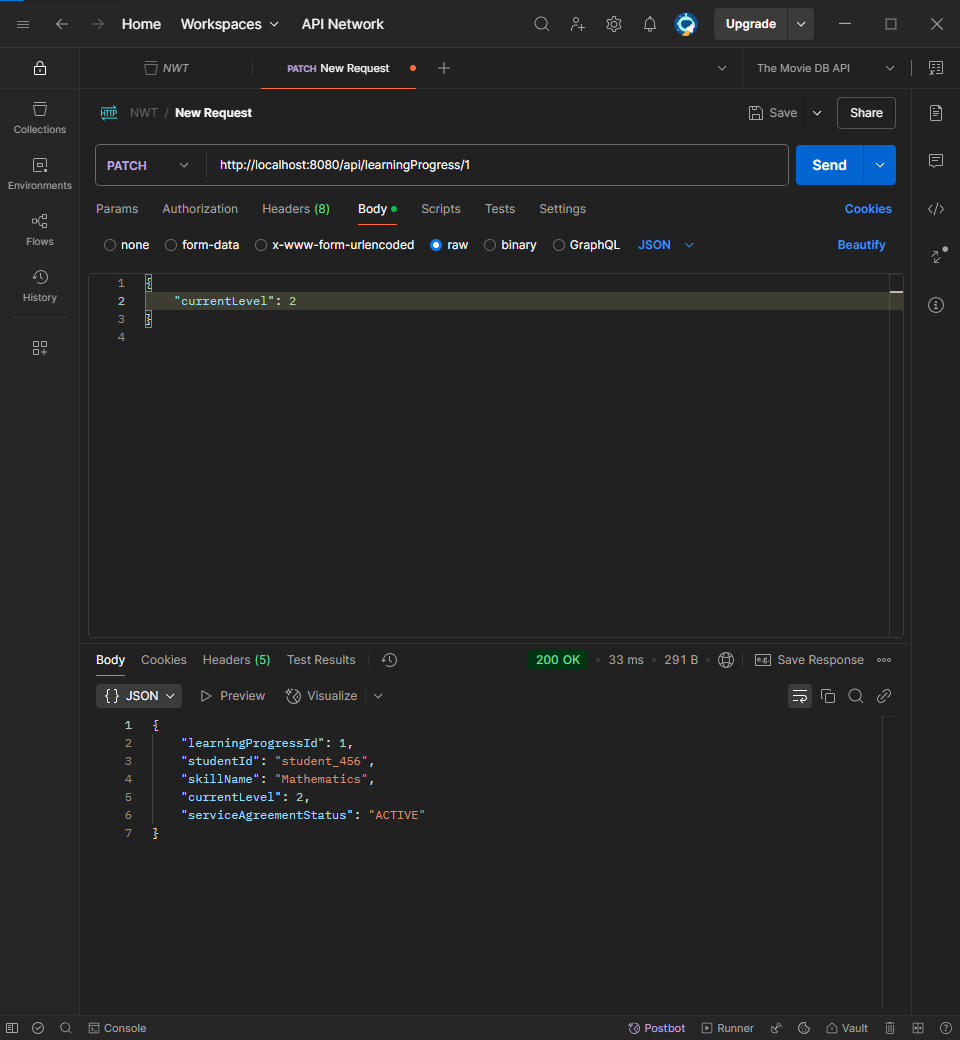 Home Workspaces API Network Upgrade
NWT PATCH New Request The Movie DB API
HTTP NWT / New Request Save Share
Collections
Environments
Flows
History
PATCH http://localhost:8080/api/learningProgress/1 Send
Params Authorization Headers (8) Body Scripts Tests Settings Cookies
none form-data x-www-form-urlencoded raw binary GraphQL JSON Beautify
1 {
2 "currentLevel": 2
3 }
4
Body Cookies Headers (5) Test Results 200 OK 33 ms 291 B e.g. Save Response
{} JSON Preview Visualize
1 {
2 "learningProgressId": 1,
3 "studentId": "student_456",
4 "skillName": "Mathematics",
5 "currentLevel": 2,
6 "serviceAgreementStatus": "ACTIVE"
7 }
Console Postbot Runner Vault